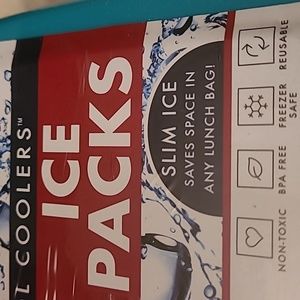 L COOLERS™
ICE
PACKS
SLIM ICE
SAVES SPACE IN
ANY LUNCH BAG!
NON-TOXIC
BPA FREE
FREEZER
SAFE
REUSABLE